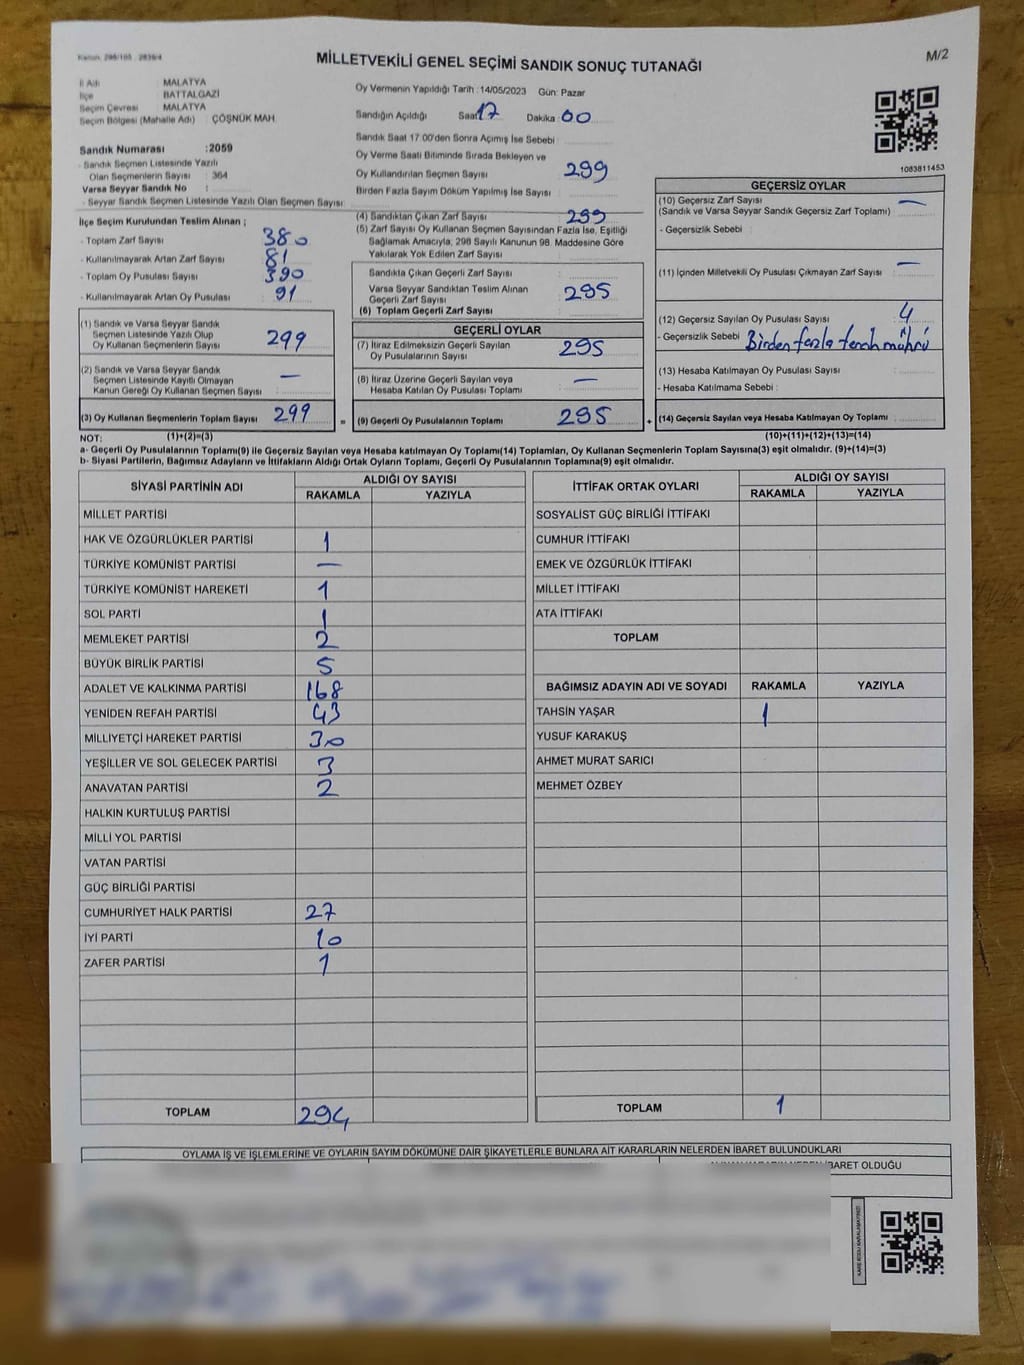 Kanun: 298/105 , 2839/4
MİLLETVEKİLİ GENEL SEÇİMİ SANDIK SONUÇ TUTANAĞI
M/2
İl Adı : MALATYA
İlçe : BATTALGAZİ
Seçim Çevresi : MALATYA
Seçim Bölgesi (Mahalle Adı) : ÇÖŞNÜK MAH.
Sandık Numarası :2059
- Sandık Seçmen Listesinde Yazılı
Olan Seçmenlerin Sayısı : 364
Varsa Seyyar Sandık No :
- Seyyar Sandık Seçmen Listesinde Yazılı Olan Seçmen Sayısı:
Oy Vermenin Yapıldığı Tarih :14/05/2023 Gün: Pazar
Sandığın Açıldığı Saat 17 Dakika 00
Sandık Saat 17 00'den Sonra Açımış İse Sebebi
Oy Verme Saati Bitiminde Sırada Bekleyen ve
Oy Kullandırılan Seçmen Sayısı 299
Birden Fazla Sayım Döküm Yapılmış İse Sayısı
1083811453
İlçe Seçim Kurulundan Teslim Alınan ;
- Toplam Zarf Sayısı 380
- Kullanılmayarak Artan Zarf Sayısı 81
- Toplam Oy Pusulası Sayısı 390
- Kullanılmayarak Artan Oy Pusulası 91
(4) Sandıktan Çıkan Zarf Sayısı 299
(5) Zarf Sayısı Oy Kullanan Seçmen Sayısından Fazla İse, Eşitliği
Sağlamak Amacıyla, 298 Sayılı Kanunun 98. Maddesine Göre
Yakılarak Yok Edilen Zarf Sayısı
Sandıkta Çıkan Geçerli Zarf Sayısı
Varsa Seyyar Sandıktan Teslim Alınan
Geçerli Zarf Sayısı
295
(6) Toplam Geçerli Zarf Sayısı
GEÇERSİZ OYLAR
(10) Geçersiz Zarf Sayısı —
(Sandık ve Varsa Seyyar Sandık Geçersiz Zarf Toplamı)
- Geçersizlik Sebebi
(11) İçinden Milletvekili Oy Pusulası Çıkmayan Zarf Sayısı —
(12) Geçersiz Sayılan Oy Pusulası Sayısı 4
- Geçersizlik Sebebi Birden fazla tercih mührü
(13) Hesaba Katılmayan Oy Pusulası Sayısı
- Hesaba Katılmama Sebebi :
(1) Sandık ve Varsa Seyyar Sandık
Seçmen Listesinde Yazılı Olup
Oy Kullanan Seçmenlerin Sayısı 299
(2) Sandık ve Varsa Seyyar Sandık
Seçmen Listesinde Kayıtlı Olmayan
Kanun Gereği Oy Kullanan Seçmen Sayısı —
GEÇERLİ OYLAR
(7) İtiraz Edilmeksizin Geçerli Sayılan
Oy Pusulalarının Sayısı 295
(8) İtiraz Üzerine Geçerli Sayılan veya
Hesaba Katılan Oy Pusulası Toplamı —
(3) Oy Kullanan Seçmenlerin Toplam Sayısı 299 = (9) Geçerli Oy Pusulalarının Toplamı 295 + (14) Geçersiz Sayılan veya Hesaba Katılmayan Oy Toplamı
NOT: (1)+(2)=(3) (10)+(11)+(12)+(13)=(14)
a- Geçerli Oy Pusulalarının Toplamı(9) ile Geçersiz Sayılan veya Hesaba katılmayan Oy Toplamı(14) Toplamları, Oy Kullanan Seçmenlerin Toplam Sayısına(3) eşit olmalıdır. (9)+(14)=(3)
b- Siyasi Partilerin, Bağımsız Adayların ve İttifakların Aldığı Ortak Oyların Toplamı, Geçerli Oy Pusulalarının Toplamına(9) eşit olmalıdır.
SİYASİ PARTİNİN ADI ALDIĞI OY SAYISI
RAKAMLA YAZIYLA
MİLLET PARTİSİ
HAK VE ÖZGÜRLÜKLER PARTİSİ 1
TÜRKİYE KOMÜNİST PARTİSİ —
TÜRKİYE KOMÜNİST HAREKETİ 1
SOL PARTİ 1
MEMLEKET PARTİSİ 2
BÜYÜK BİRLİK PARTİSİ 5
ADALET VE KALKINMA PARTİSİ 168
YENİDEN REFAH PARTİSİ 43
MİLLİYETÇİ HAREKET PARTİSİ 30
YEŞİLLER VE SOL GELECEK PARTİSİ 3
ANAVATAN PARTİSİ 2
HALKIN KURTULUŞ PARTİSİ
MİLLİ YOL PARTİSİ
VATAN PARTİSİ
GÜÇ BİRLİĞİ PARTİSİ
CUMHURİYET HALK PARTİSİ 27
İYİ PARTİ 10
ZAFER PARTİSİ 1
TOPLAM 294
İTTİFAK ORTAK OYLARI ALDIĞI OY SAYISI
RAKAMLA YAZIYLA
SOSYALİST GÜÇ BİRLİĞİ İTTİFAKI
CUMHUR İTTİFAKI
EMEK VE ÖZGÜRLÜK İTTİFAKI
MİLLET İTTİFAKI
ATA İTTİFAKI
TOPLAM
BAĞIMSIZ ADAYIN ADI VE SOYADI RAKAMLA YAZIYLA
TAHSİN YAŞAR 1
YUSUF KARAKUŞ
AHMET MURAT SARICI
MEHMET ÖZBEY
TOPLAM 1
OYLAMA İŞ VE İŞLEMLERİNE VE OYLARIN SAYIM DÖKÜMÜNE DAİR ŞİKAYETLERLE BUNLARA AİT KARARLARIN NELERDEN İBARET BULUNDUKLARI
İBARET OLDUĞU